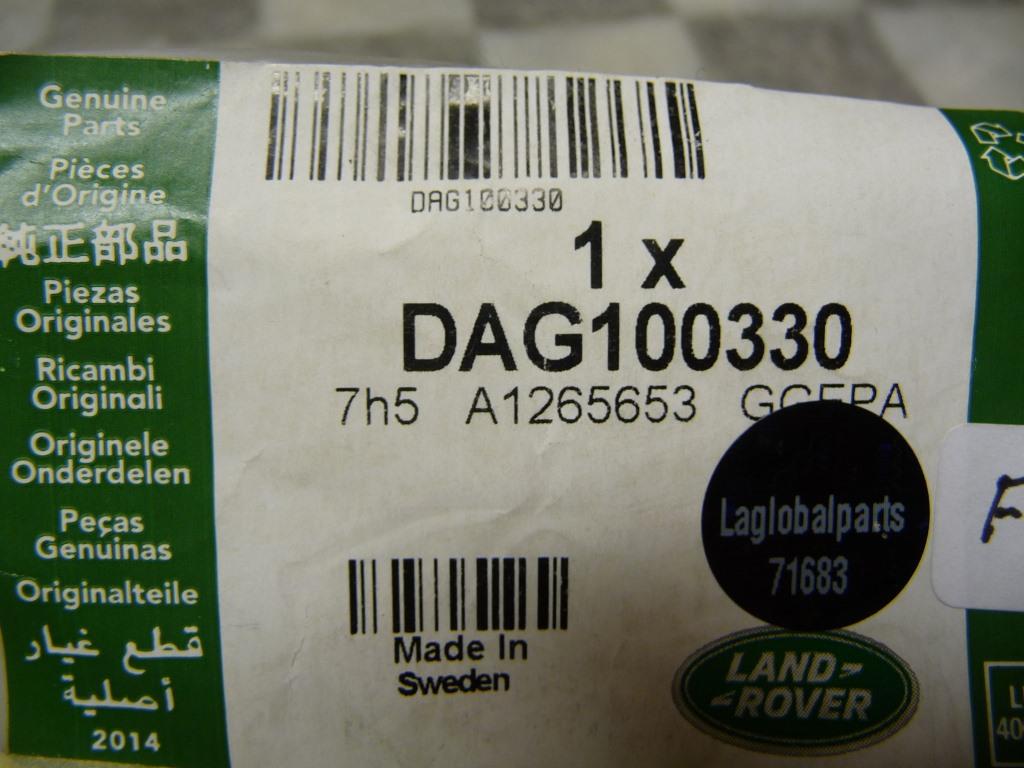 Genuine
Parts
Pièces
d'Origine
純正部品
Piezas
Originales
Ricambi
Originali
Originele
Onderdelen
Peças
Genuinas
Originalteile
قطع غيار
أصلية
2014
DAG100330
1 x
DAG100330
7h5 A1265653
Laglobalparts
71683
Made In
Sweden
LAND
ROVER
F